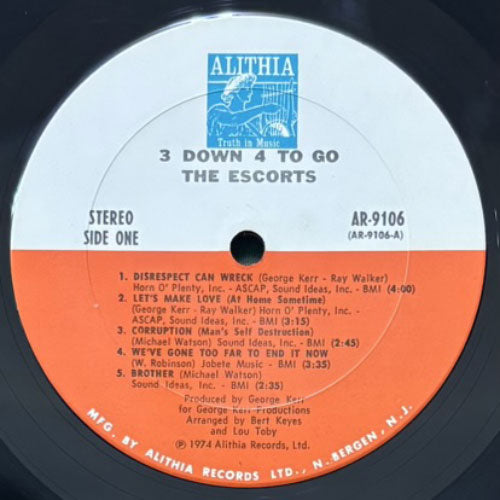 ALITHIA
Truth in Music
3 DOWN 4 TO GO
THE ESCORTS
STEREO
SIDE ONE
AR-9106
(AR-9106-A)
1. DISRESPECT CAN WRECK (George Kerr - Ray Walker)
Horn O' Plenty, Inc. - ASCAP, Sound Ideas, Inc. - BMI (4:00)
2. LET'S MAKE LOVE (At Home Sometime)
(George Kerr - Ray Walker) Horn O' Plenty, Inc. -
ASCAP, Sound Ideas, Inc. - BMI (3:15)
3. CORRUPTION (Man's Self Destruction)
(Michael Watson) Sound Ideas, Inc. - BMI (2:45)
4. WE'VE GONE TOO FAR TO END IT NOW
(W. Robinson) Jobete Music - BMI (3:35)
5. BROTHER (Michael Watson)
Sound Ideas, Inc. - BMI (2:35)
Produced by George Kerr
for George Kerr Productions
Arranged by Bert Keyes
and Lou Toby
℗ 1974 Alithia Records, Ltd.
MFG. BY ALITHIA RECORDS LTD., N. BERGEN, N. J.